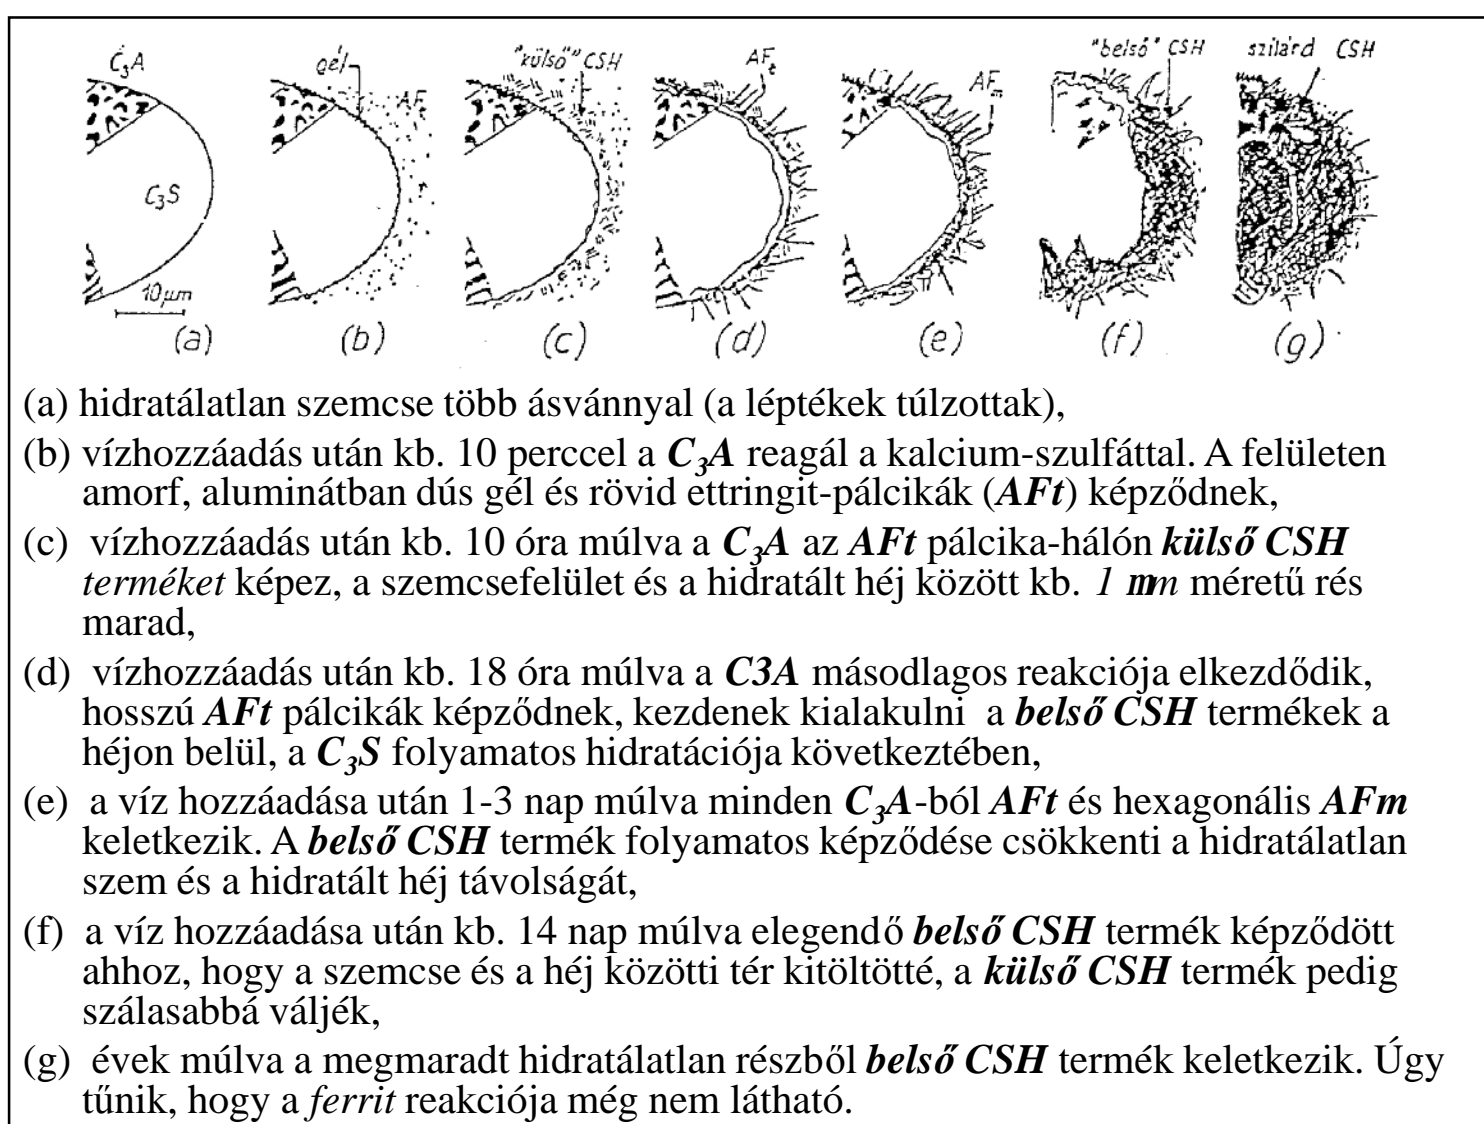 C₃A gél "külső" CSH AFt AFm "belső" CSH szilárd CSH
AF
C₃S
10 µm
(a) (b) (c) (d) (e) (f) (g)
(a) hidratálatlan szemcse több ásvánnyal (a léptékek túlzottak),
(b) vízhozzáadás után kb. 10 perccel a C₃A reagál a kalcium-szulfáttal. A felületen
amorf, aluminátban dús gél és rövid ettringit-pálcikák (AFt) képződnek,
(c) vízhozzáadás után kb. 10 óra múlva a C₃A az AFt pálcika-hálón külső CSH
terméket képez, a szemcsefelület és a hidratált héj között kb. 1 mm méretű rés
marad,
(d) vízhozzáadás után kb. 18 óra múlva a C3A másodlagos reakciója elkezdődik,
hosszú AFt pálcikák képződnek, kezdenek kialakulni a belső CSH termékek a
héjon belül, a C₃S folyamatos hidratációja következtében,
(e) a víz hozzáadása után 1-3 nap múlva minden C₃A-ból AFt és hexagonális AFm
keletkezik. A belső CSH termék folyamatos képződése csökkenti a hidratálatlan
szem és a hidratált héj távolságát,
(f) a víz hozzáadása után kb. 14 nap múlva elegendő belső CSH termék képződött
ahhoz, hogy a szemcse és a héj közötti tér kitöltötté, a külső CSH termék pedig
szálasabbá váljék,
(g) évek múlva a megmaradt hidratálatlan részből belső CSH termék keletkezik. Úgy
tűnik, hogy a ferrit reakciója még nem látható.